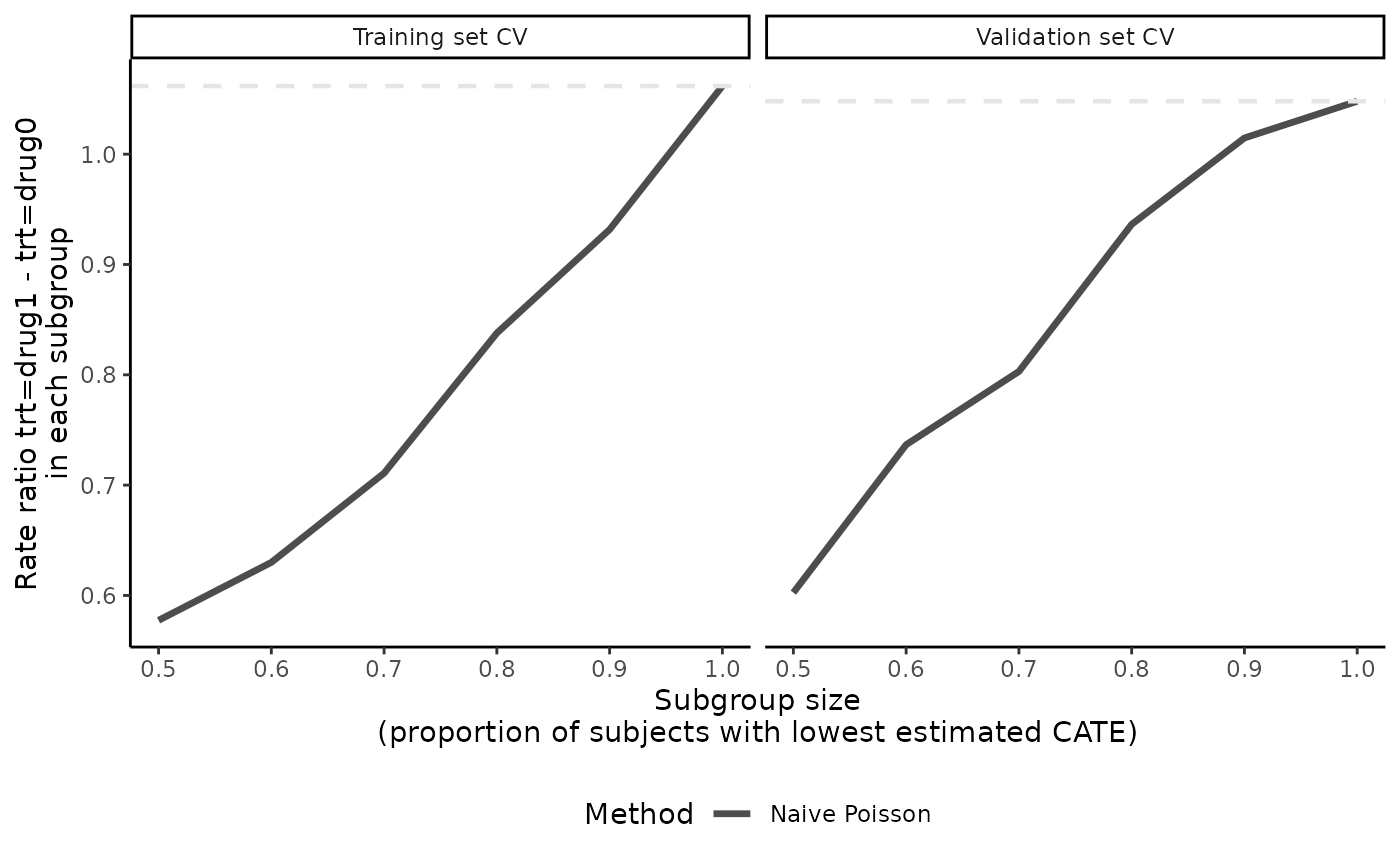 Training set CV
Validation set CV
Rate ratio trt=drug1 - trt=drug0
in each subgroup
1.0
0.9
0.8
0.7
0.6
0.5 0.6 0.7 0.8 0.9 1.0
0.5 0.6 0.7 0.8 0.9 1.0
Subgroup size
(proportion of subjects with lowest estimated CATE)
Method Naive Poisson